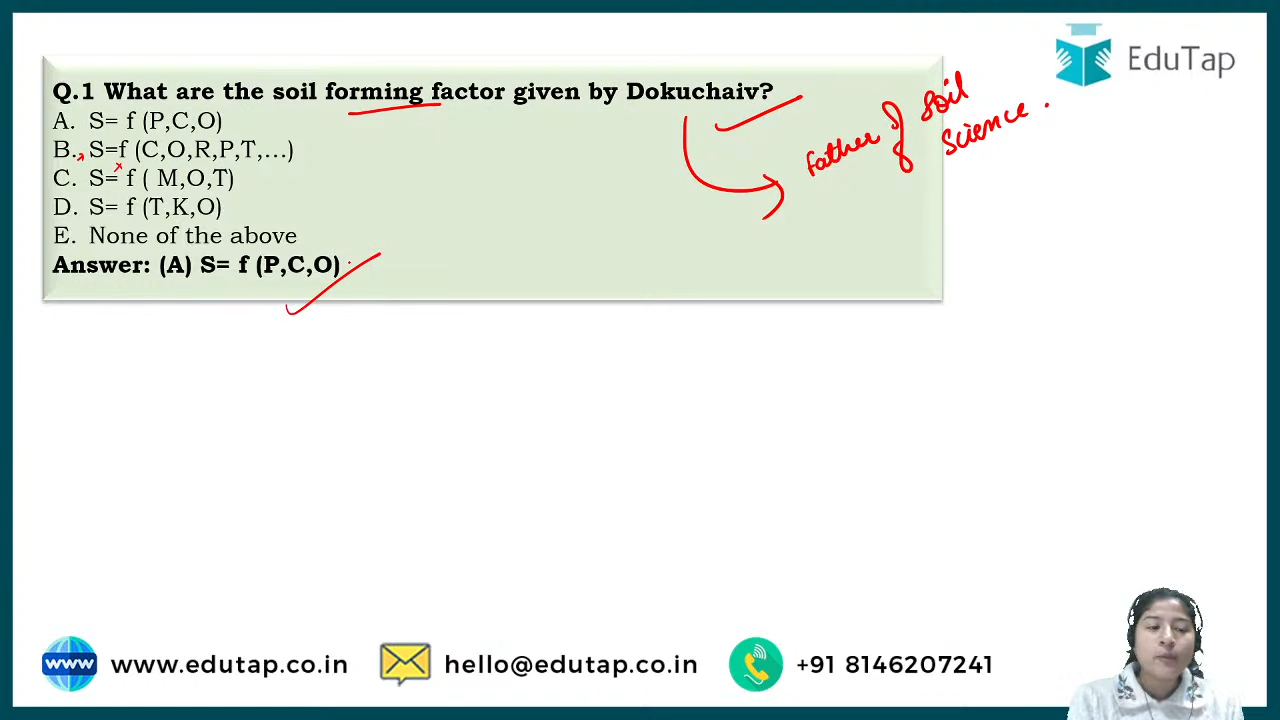 EduTap
Q.1 What are the soil forming factor given by Dokuchaiv?
A. S= f (P,C,O)
B. S=f (C,O,R,P,T,...)
C. S= f ( M,O,T)
D. S= f (T,K,O)
E. None of the above
Answer: (A) S= f (P,C,O)
Father of Soil
Science.
www
www.edutap.co.in
hello@edutap.co.in
+91 8146207241